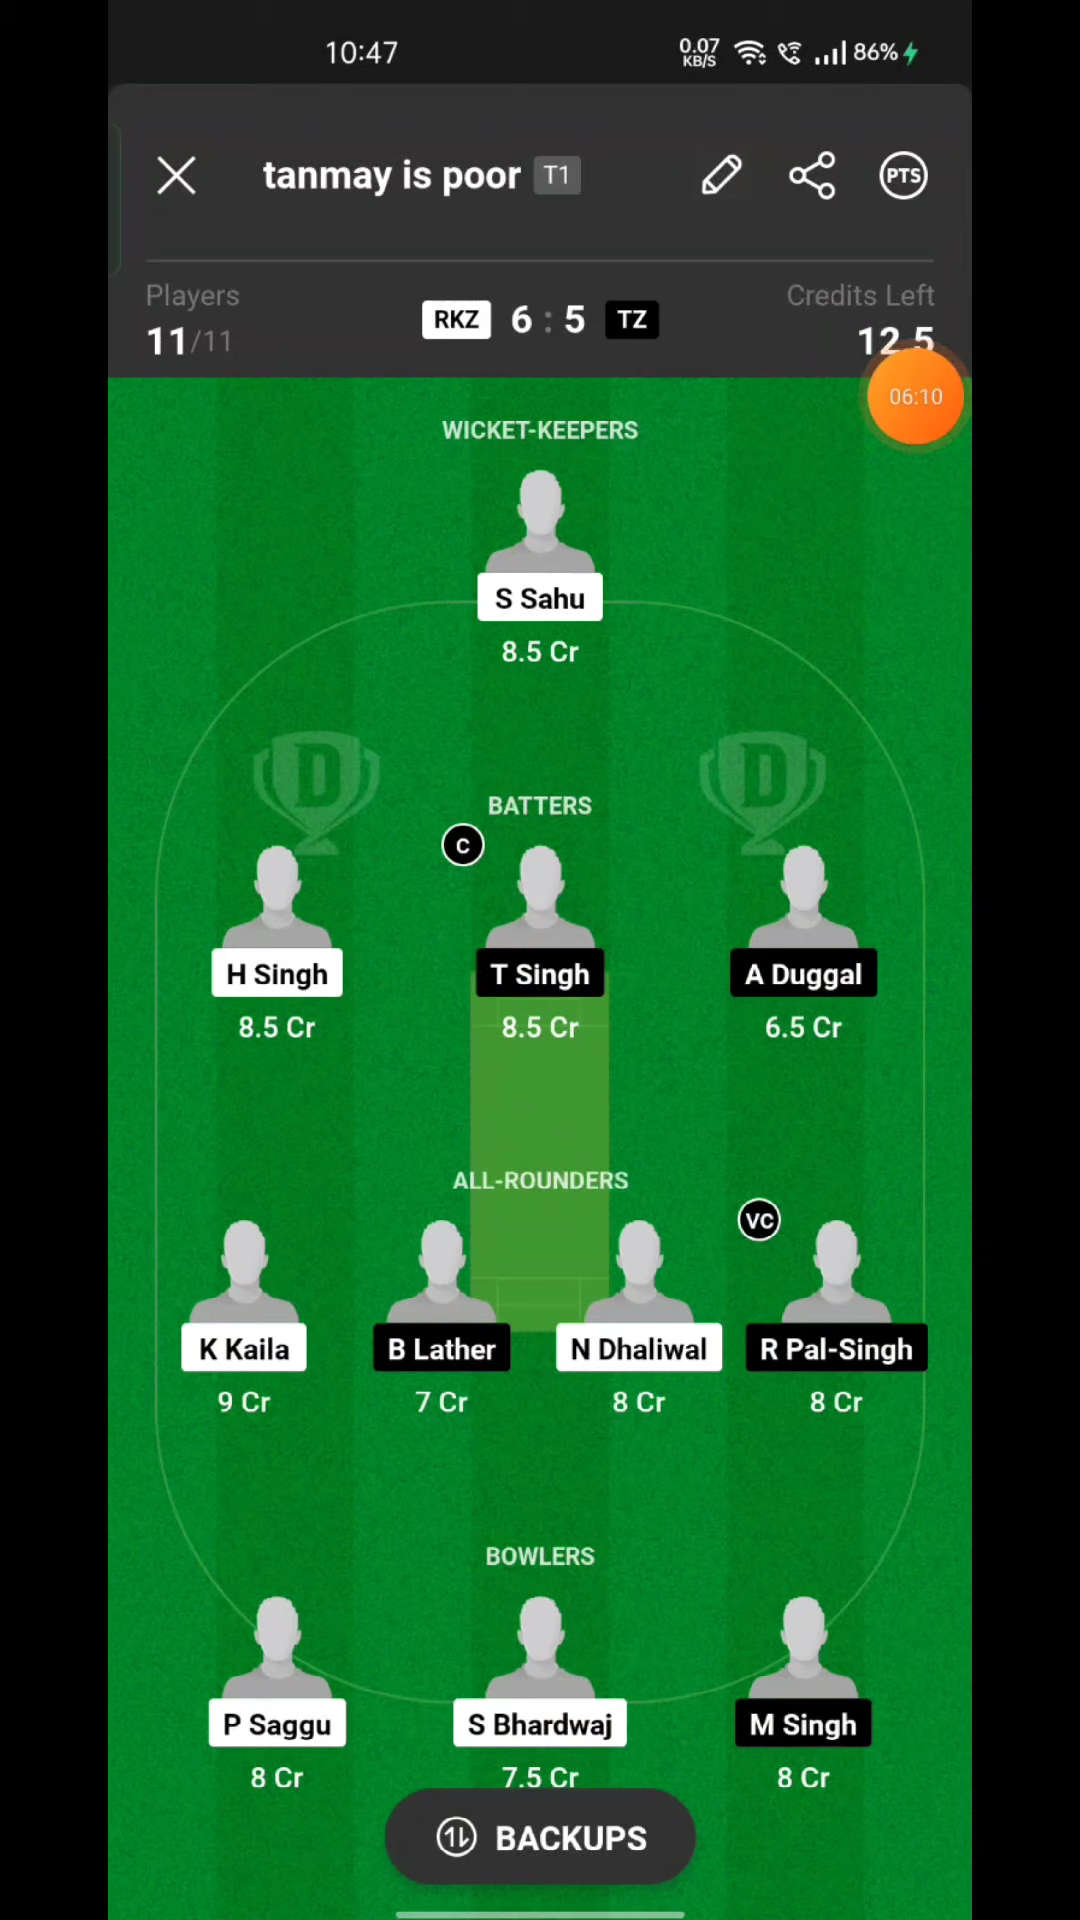 10:47
0.07
KB/S
86%
tanmay is poor T1
PTS
Players
Credits Left
11/11
RKZ 6 : 5 TZ
12.5
06:10
WICKET-KEEPERS
S Sahu
8.5 Cr
D D
BATTERS
C
H Singh T Singh A Duggal
8.5 Cr 8.5 Cr 6.5 Cr
ALL-ROUNDERS
VC
K Kaila B Lather N Dhaliwal R Pal-Singh
9 Cr 7 Cr 8 Cr 8 Cr
BOWLERS
P Saggu S Bhardwaj M Singh
8 Cr 7.5 Cr 8 Cr
BACKUPS